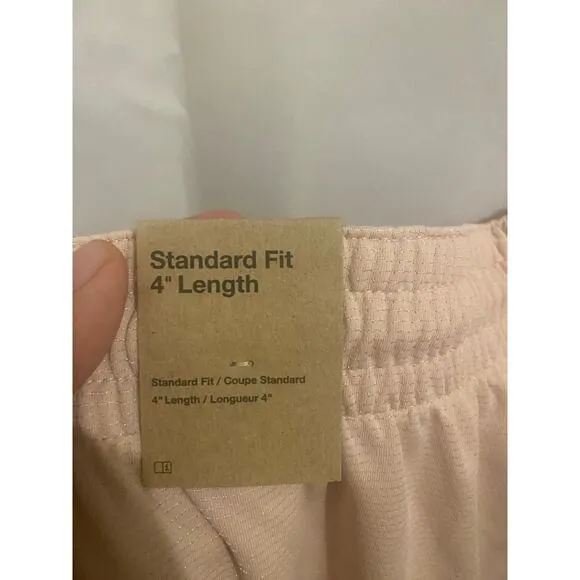 Standard Fit
4" Length
Standard Fit / Coupe Standard
4" Length / Longueur 4"